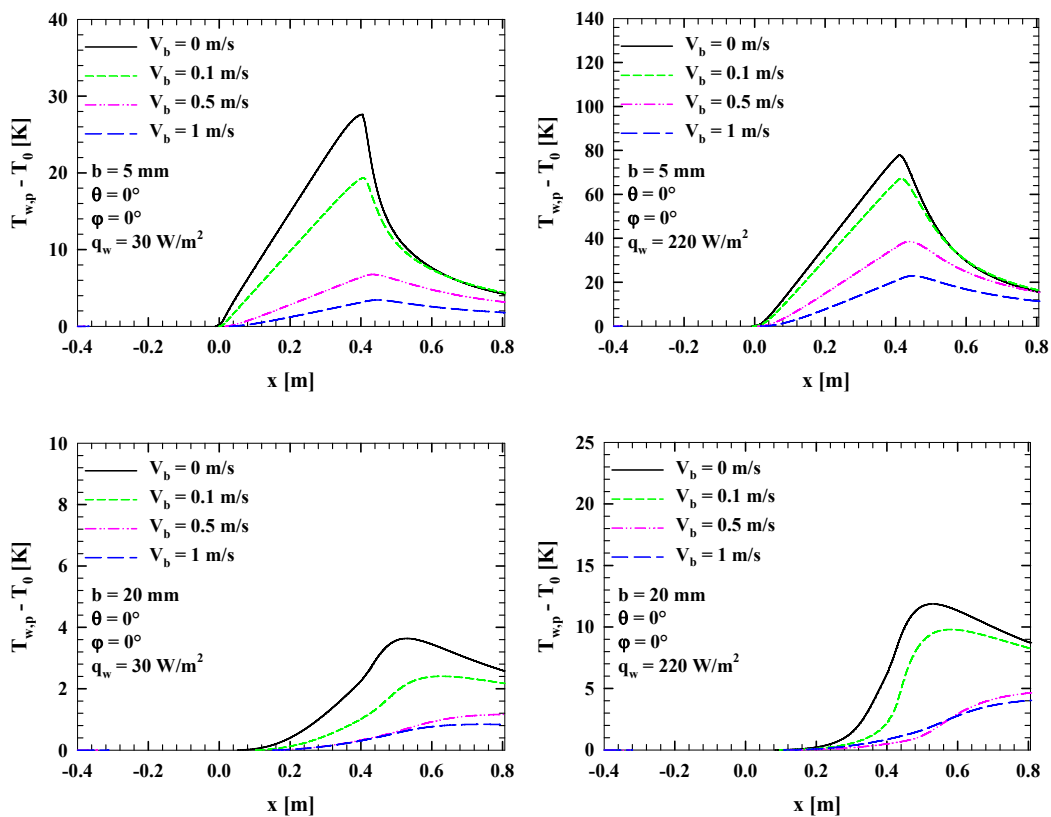 40
30
20
10
0
T_w,p - T_0 [K]
V_b = 0 m/s
V_b = 0.1 m/s
V_b = 0.5 m/s
V_b = 1 m/s
b = 5 mm
θ = 0°
φ = 0°
q_w = 30 W/m²
-0.4 -0.2 0.0 0.2 0.4 0.6 0.8
x [m]
140
120
100
80
60
40
20
0
T_w,p - T_0 [K]
V_b = 0 m/s
V_b = 0.1 m/s
V_b = 0.5 m/s
V_b = 1 m/s
b = 5 mm
θ = 0°
φ = 0°
q_w = 220 W/m²
-0.4 -0.2 0.0 0.2 0.4 0.6 0.8
x [m]
10
8
6
4
2
0
T_w,p - T_0 [K]
V_b = 0 m/s
V_b = 0.1 m/s
V_b = 0.5 m/s
V_b = 1 m/s
b = 20 mm
θ = 0°
φ = 0°
q_w = 30 W/m²
-0.4 -0.2 0.0 0.2 0.4 0.6 0.8
x [m]
25
20
15
10
5
0
T_w,p - T_0 [K]
V_b = 0 m/s
V_b = 0.1 m/s
V_b = 0.5 m/s
V_b = 1 m/s
b = 20 mm
θ = 0°
φ = 0°
q_w = 220 W/m²
-0.4 -0.2 0.0 0.2 0.4 0.6 0.8
x [m]